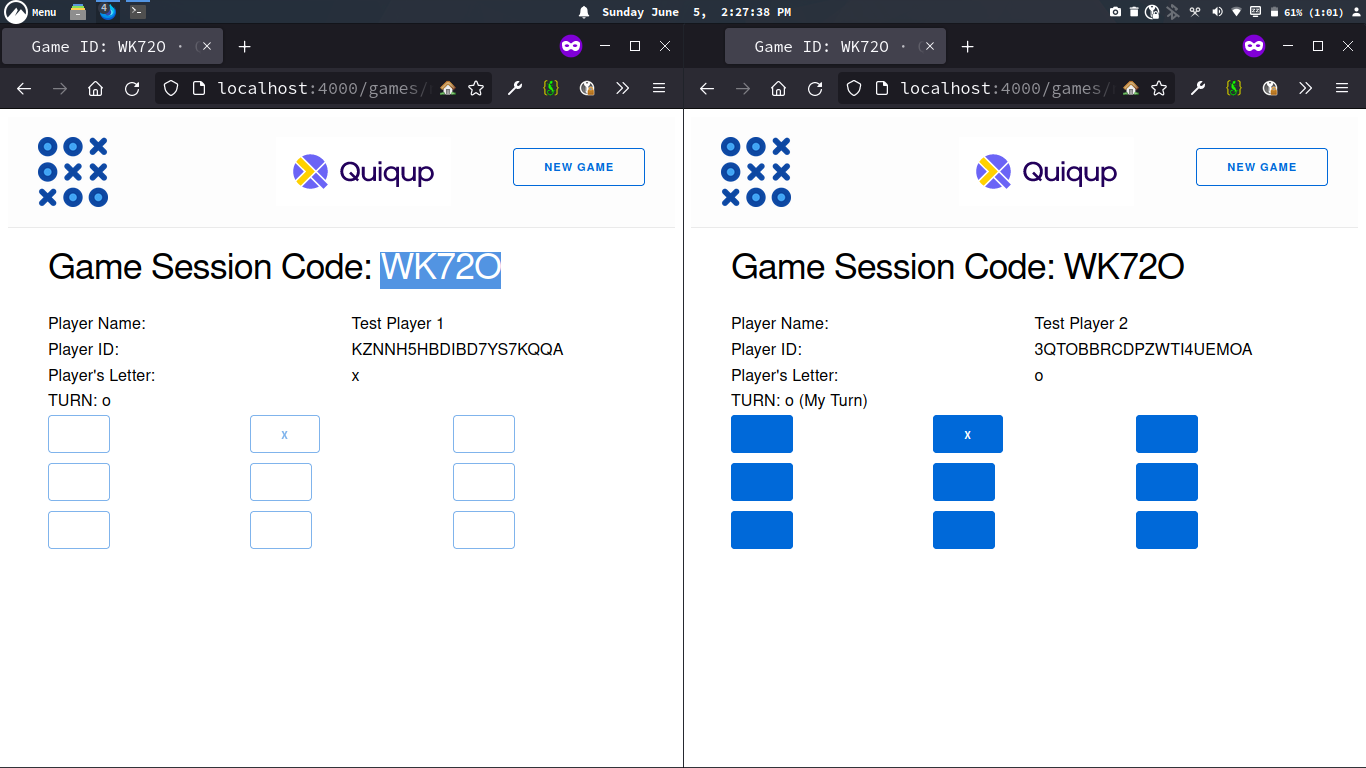 Menu
4
Sunday June 5, 2:27:38 PM
61% (1:01)
Game ID: WK72O ·
localhost:4000/games/
Quiqup
NEW GAME
Game Session Code: WK72O
Player Name: Test Player 1
Player ID: KZNNH5HBDIBD7YS7KQQA
Player's Letter: x
TURN: o
x
Game ID: WK72O ·
localhost:4000/games/
Quiqup
NEW GAME
Game Session Code: WK72O
Player Name: Test Player 2
Player ID: 3QTOBBRCDPZWTI4UEMOA
Player's Letter: o
TURN: o (My Turn)
x